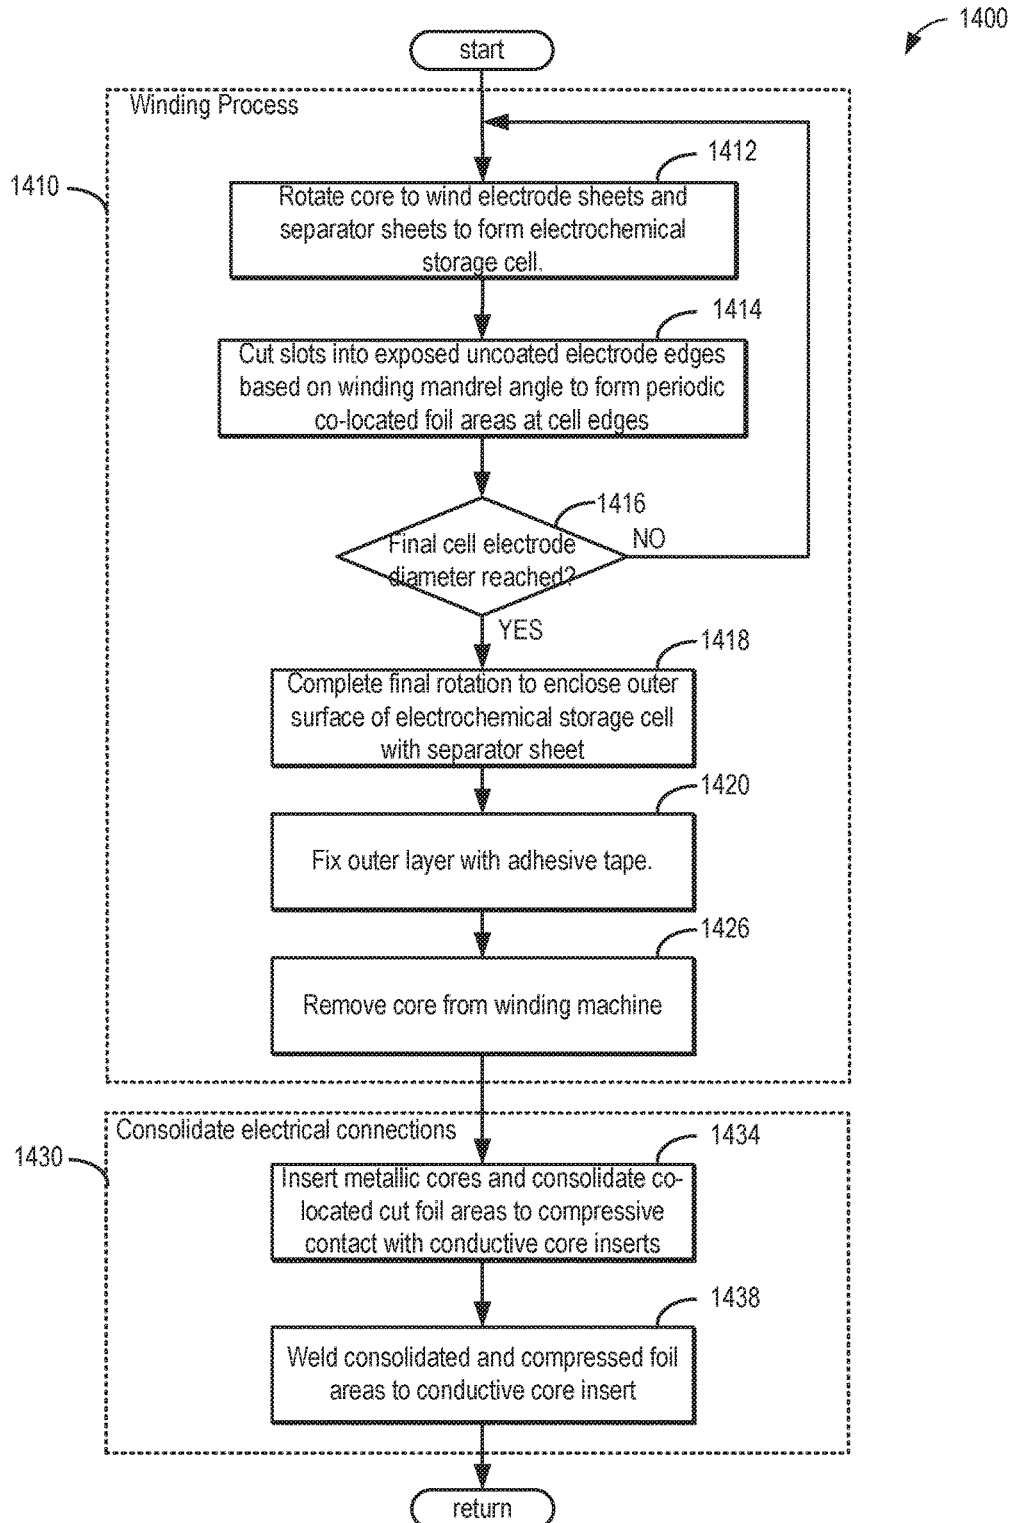 1400
start
Winding Process
1410
1412
Rotate core to wind electrode sheets and
separator sheets to form electrochemical
storage cell.
1414
Cut slots into exposed uncoated electrode edges
based on winding mandrel angle to form periodic
co-located foil areas at cell edges
1416
Final cell electrode
diameter reached?
NO
YES
1418
Complete final rotation to enclose outer
surface of electrochemical storage cell
with separator sheet
1420
Fix outer layer with adhesive tape.
1426
Remove core from winding machine
Consolidate electrical connections
1430
1434
Insert metallic cores and consolidate co-
located cut foil areas to compressive
contact with conductive core inserts
1438
Weld consolidated and compressed foil
areas to conductive core insert
return